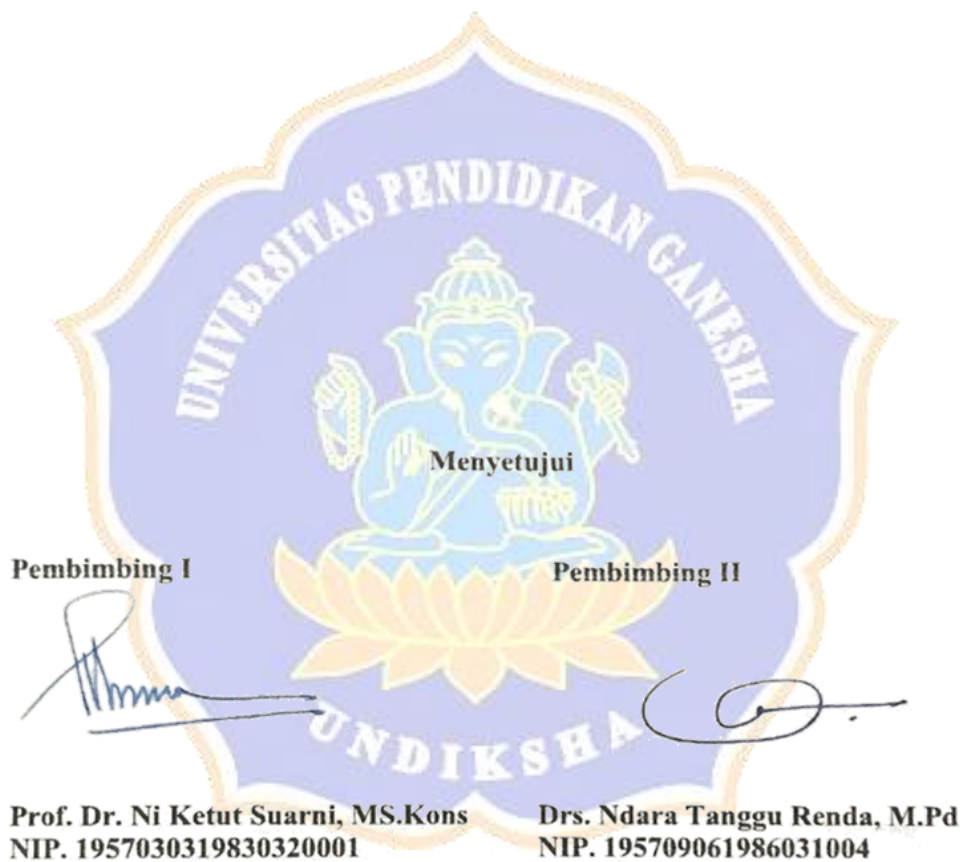 UNIVERSITAS PENDIDIKAN GANESHA
Menyetujui
Pembimbing I
Pembimbing II
UNDIKSHA
Prof. Dr. Ni Ketut Suarni, MS.Kons
Drs. Ndara Tanggu Renda, M.Pd
NIP. 1957030319830320001
NIP. 195709061986031004